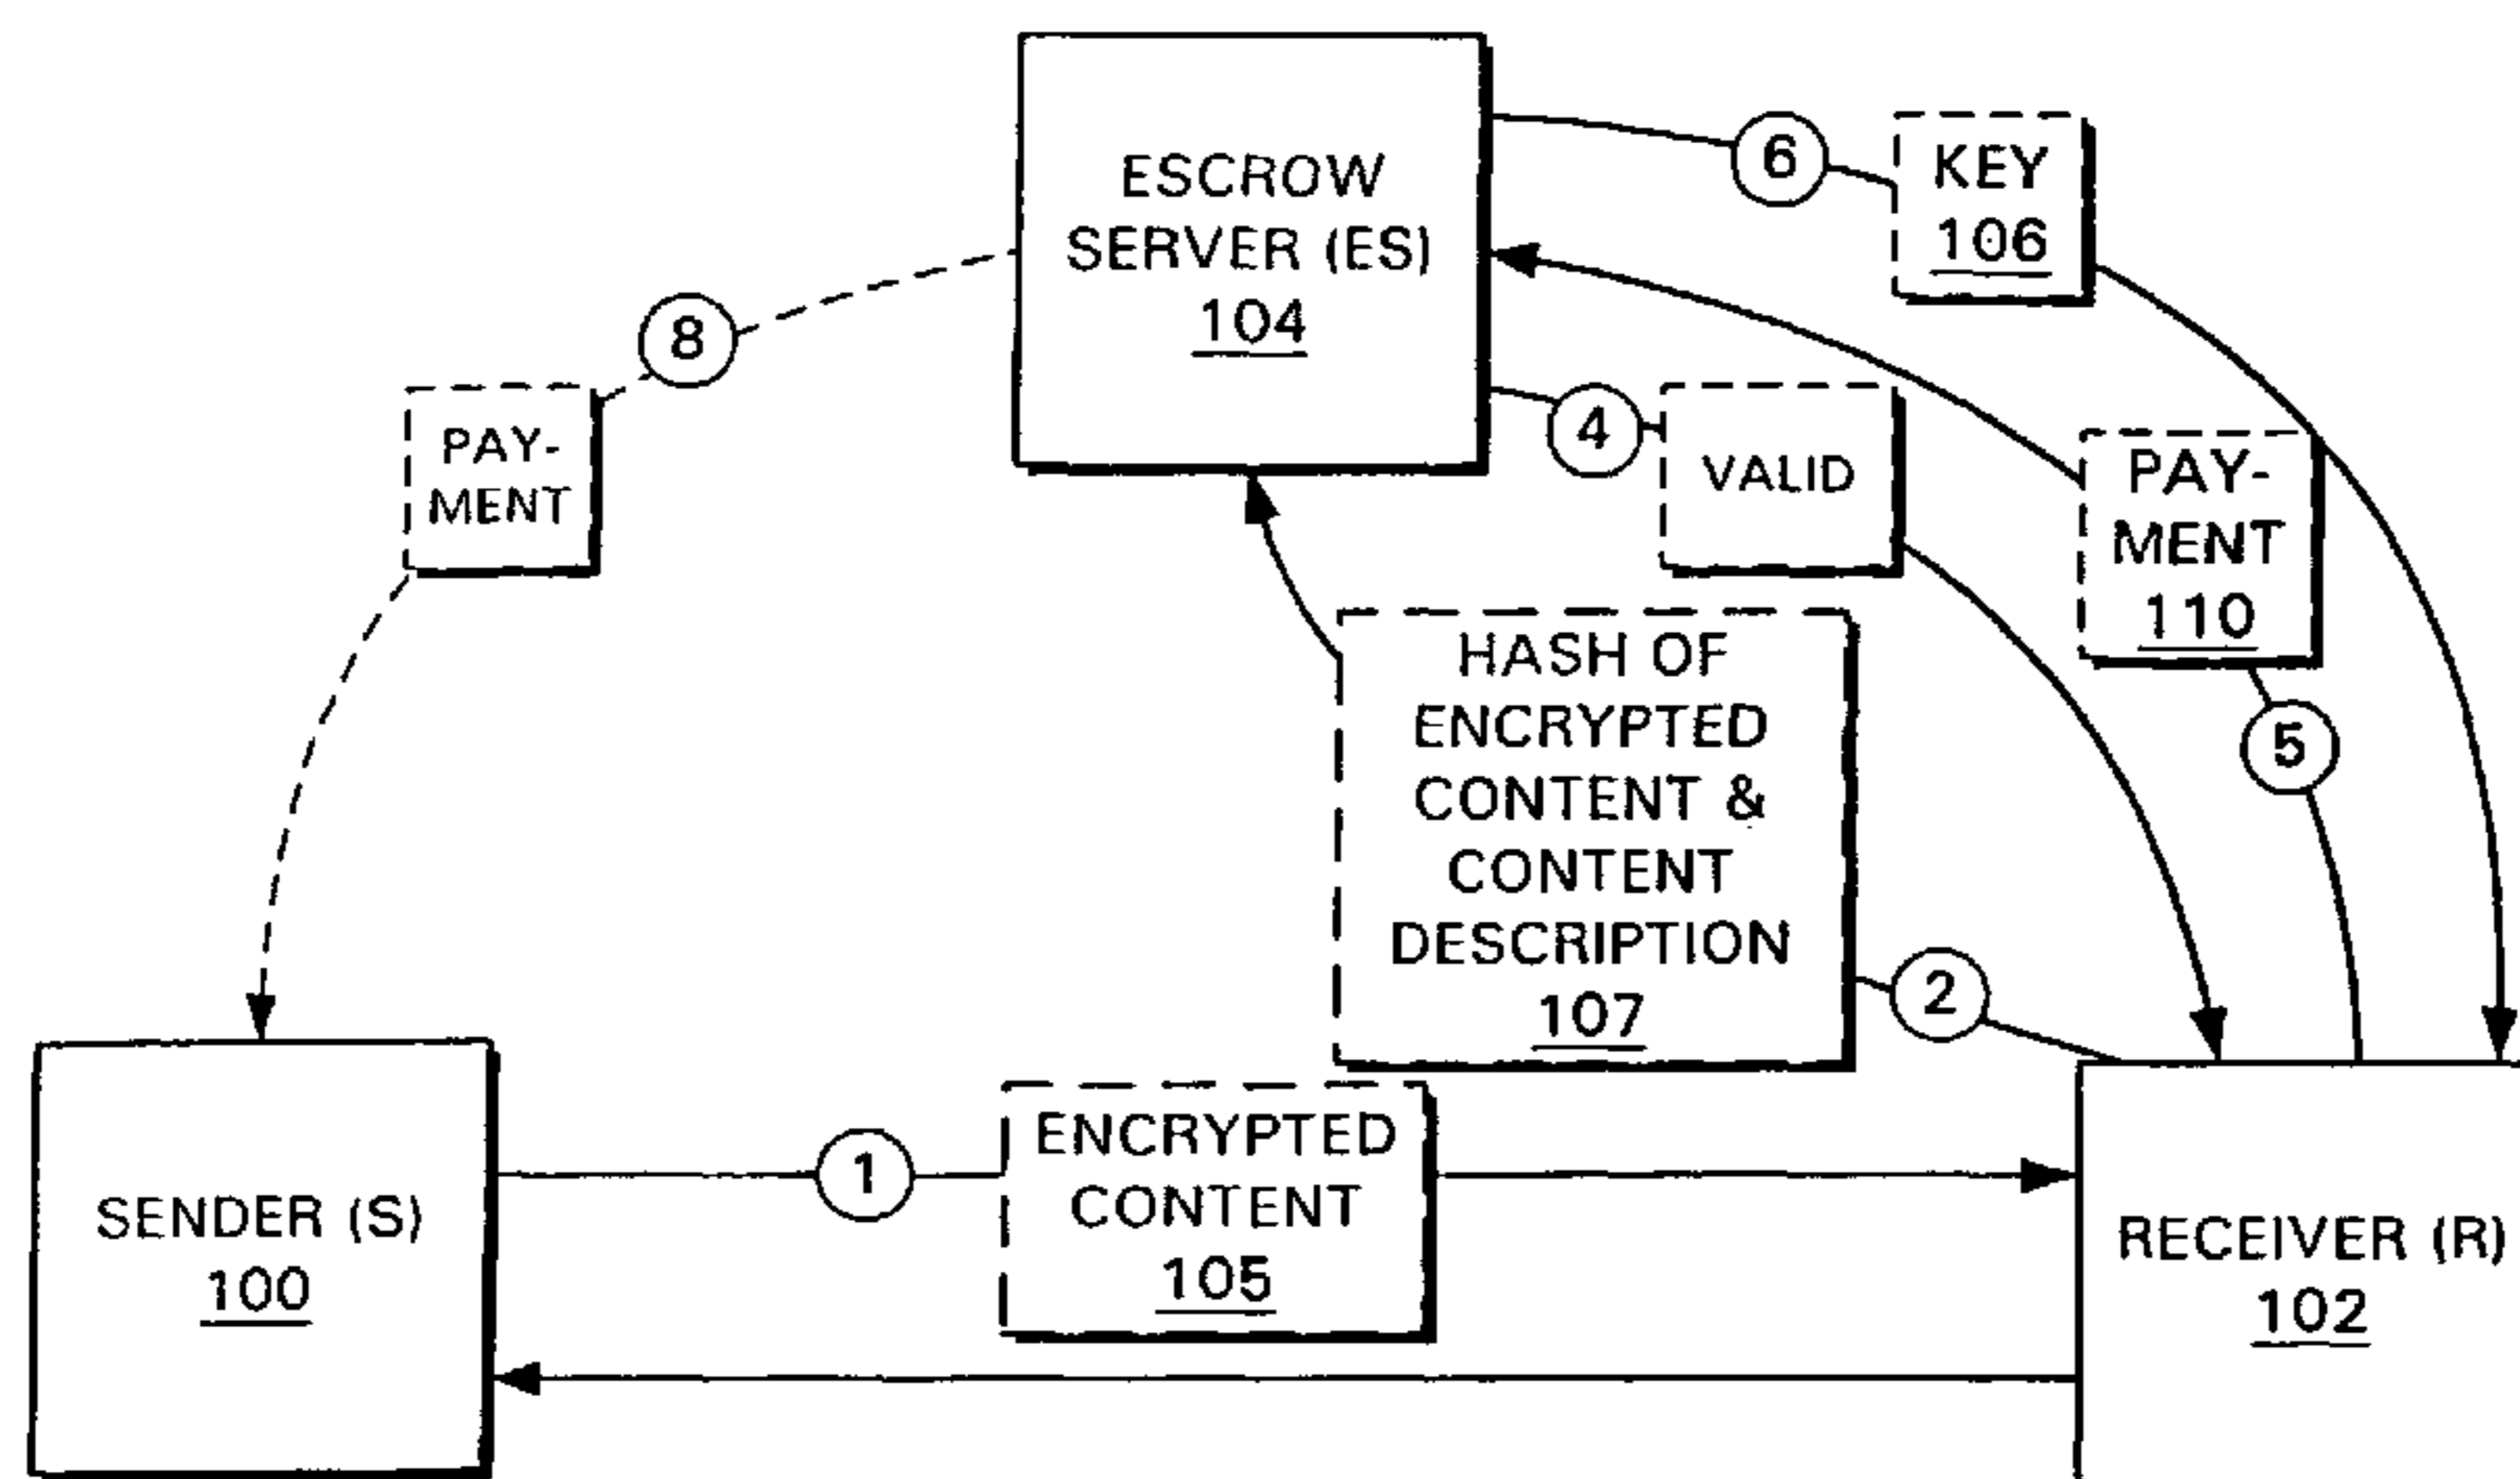 ESCROW
SERVER (ES)
104
6
KEY
106
8
PAY-
MENT
4
VALID
PAY-
MENT
110
5
HASH OF
ENCRYPTED
CONTENT &
CONTENT
DESCRIPTION
107
2
SENDER (S)
100
1
ENCRYPTED
CONTENT
105
RECEIVER (R)
102